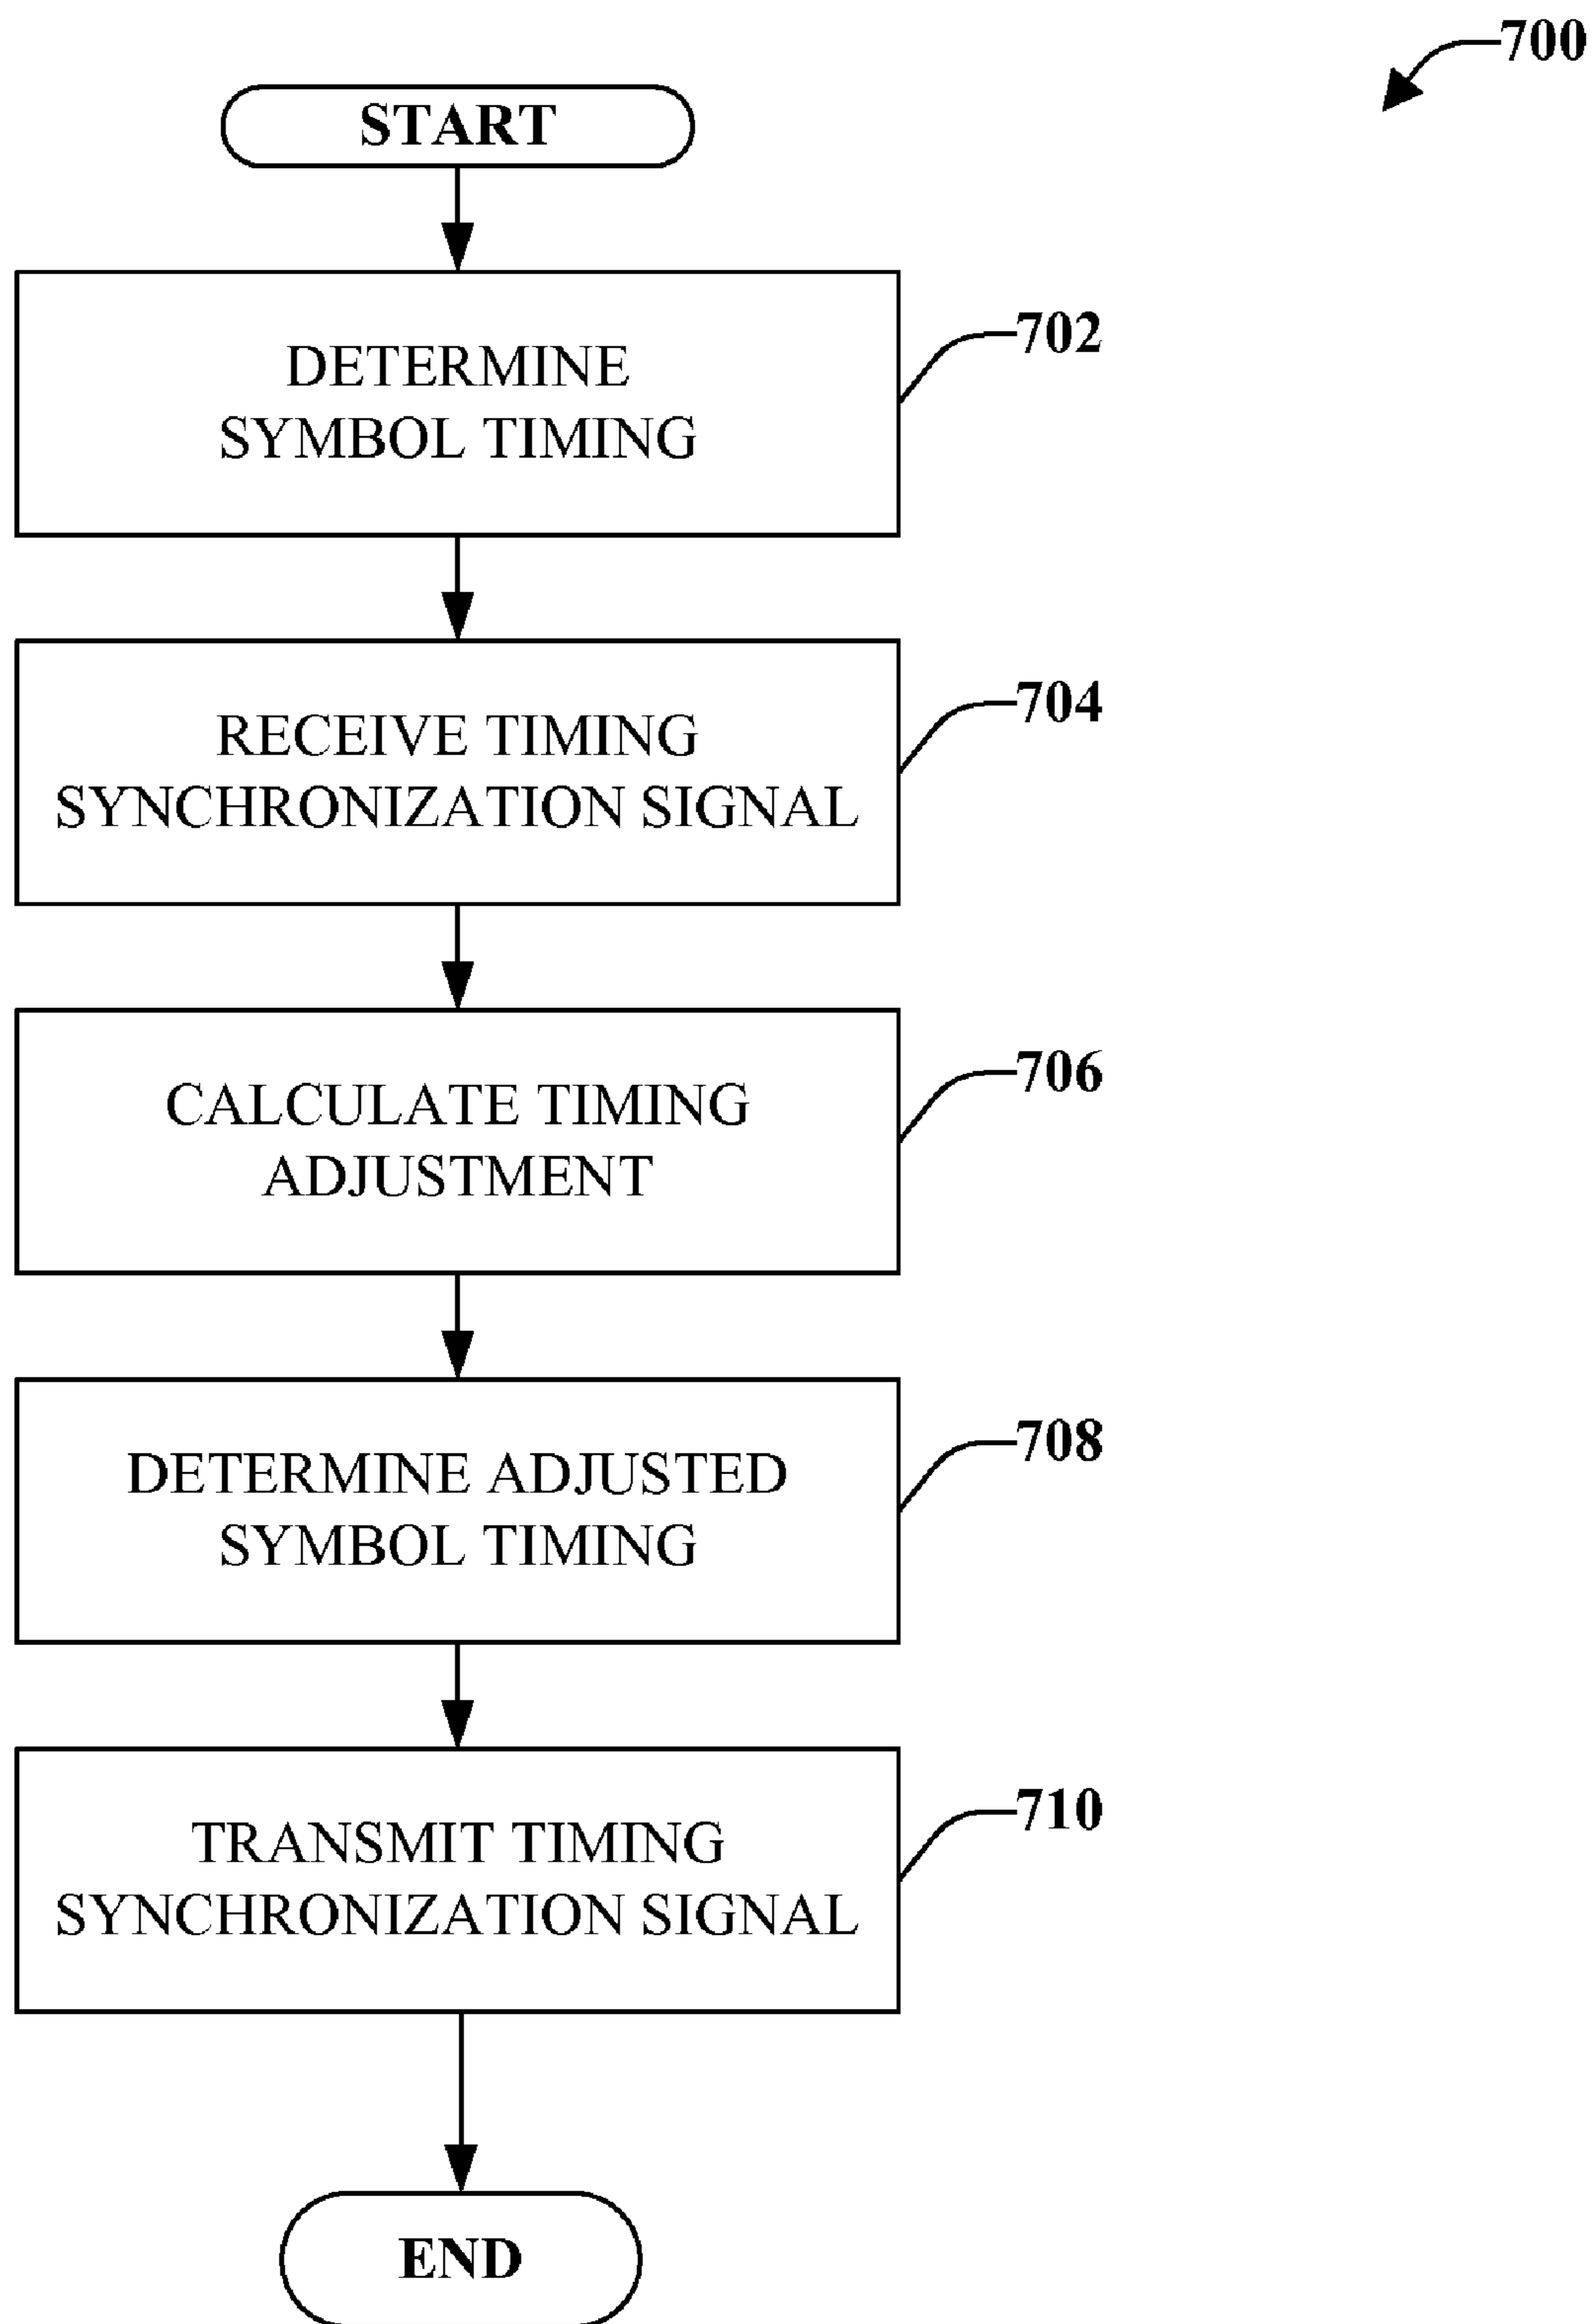 700
START
DETERMINE
SYMBOL TIMING
702
RECEIVE TIMING
SYNCHRONIZATION SIGNAL
704
CALCULATE TIMING
ADJUSTMENT
706
DETERMINE ADJUSTED
SYMBOL TIMING
708
TRANSMIT TIMING
SYNCHRONIZATION SIGNAL
710
END